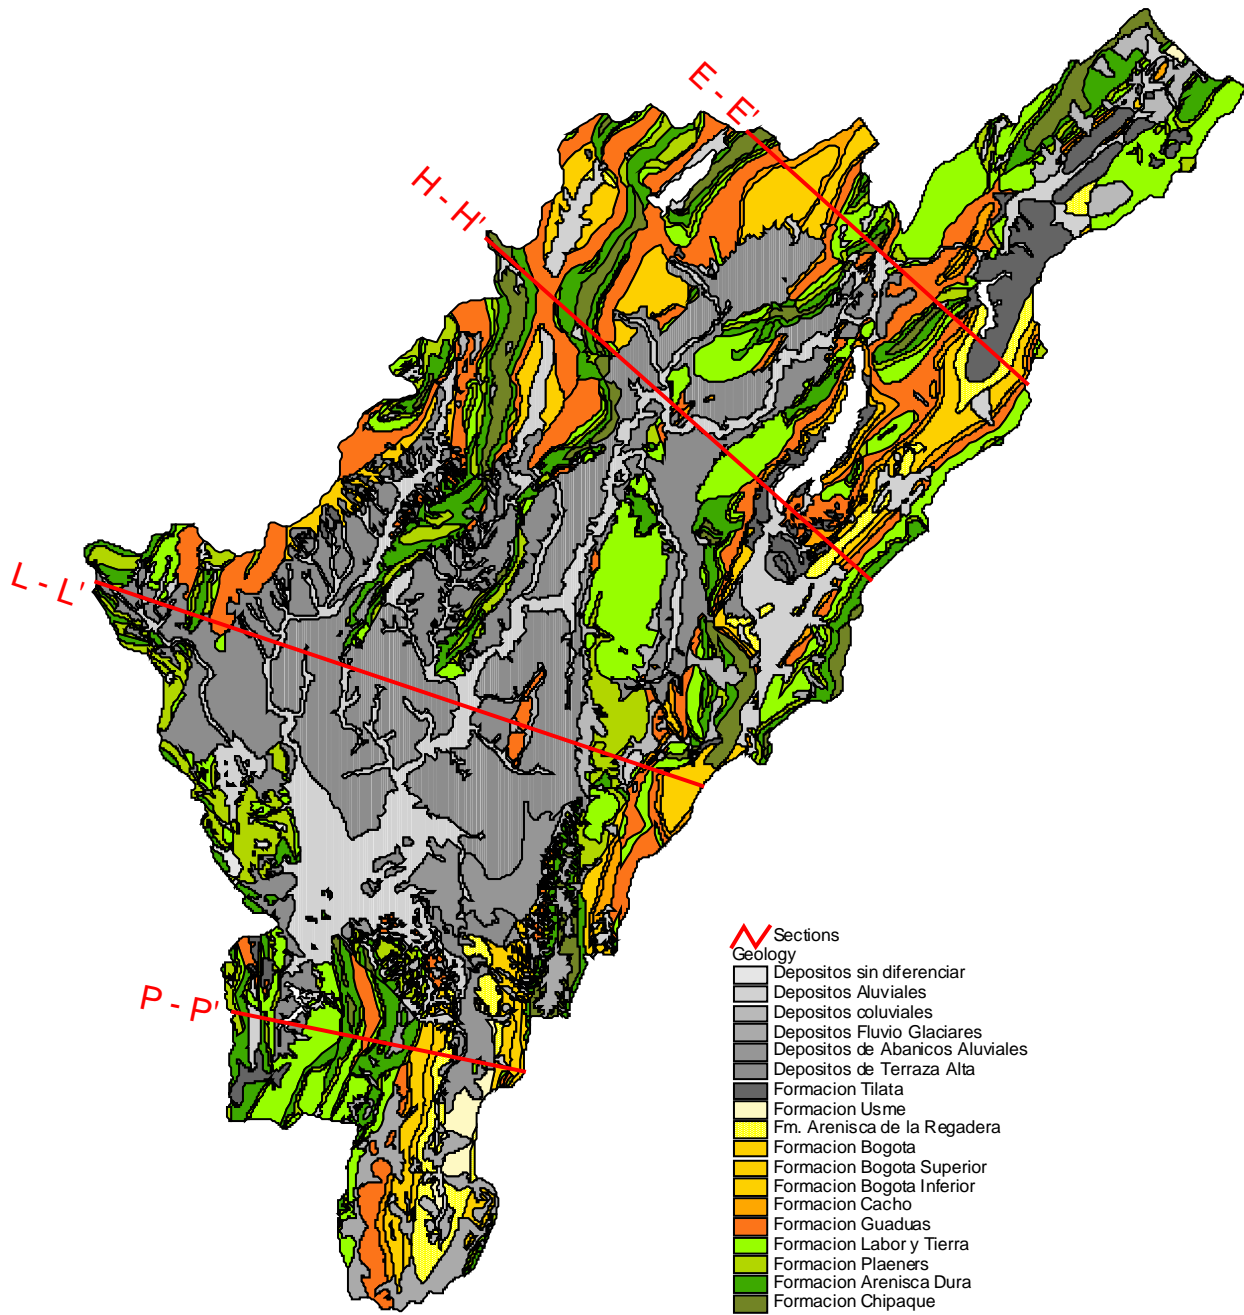 E - E'
H - H'
L - L'
P - P'
Sections
Geology
Depositos sin diferenciar
Depositos Aluviales
Depositos coluviales
Depositos Fluvio Glaciares
Depositos de Abanicos Aluviales
Depositos de Terraza Alta
Formacion Tilata
Formacion Usme
Fm. Arenisca de la Regadera
Formacion Bogota
Formacion Bogota Superior
Formacion Bogota Inferior
Formacion Cacho
Formacion Guaduas
Formacion Labor y Tierra
Formacion Plaeners
Formacion Arenisca Dura
Formacion Chipaque